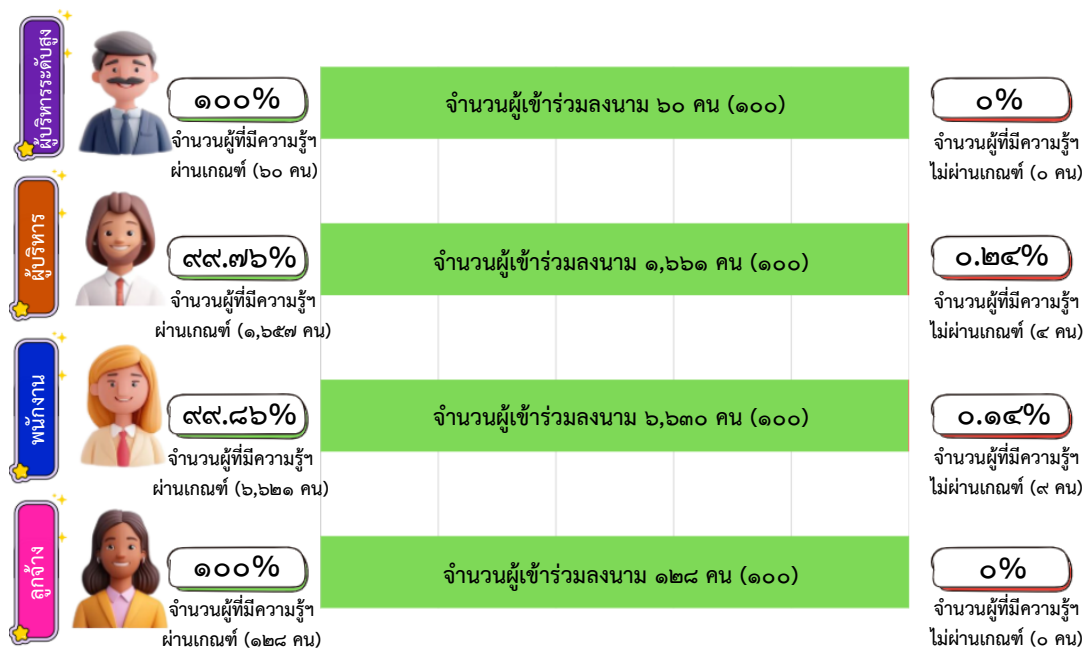 ผู้บริหารระดับสูง
๑๐๐%
จำนวนผู้ที่มีความรู้ฯ
ผ่านเกณฑ์ (๖๐ คน)
จำนวนผู้เข้าร่วมลงนาม ๖๐ คน (๑๐๐)
๐%
จำนวนผู้ที่มีความรู้ฯ
ไม่ผ่านเกณฑ์ (๐ คน)
ผู้บริหาร
๙๙.๗๖%
จำนวนผู้ที่มีความรู้ฯ
ผ่านเกณฑ์ (๑,๖๕๗ คน)
จำนวนผู้เข้าร่วมลงนาม ๑,๖๖๑ คน (๑๐๐)
๐.๒๔%
จำนวนผู้ที่มีความรู้ฯ
ไม่ผ่านเกณฑ์ (๔ คน)
พนักงาน
๙๙.๘๖%
จำนวนผู้ที่มีความรู้ฯ
ผ่านเกณฑ์ (๖,๖๒๑ คน)
จำนวนผู้เข้าร่วมลงนาม ๖,๖๓๐ คน (๑๐๐)
๐.๑๔%
จำนวนผู้ที่มีความรู้ฯ
ไม่ผ่านเกณฑ์ (๙ คน)
ลูกจ้าง
๑๐๐%
จำนวนผู้ที่มีความรู้ฯ
ผ่านเกณฑ์ (๑๒๘ คน)
จำนวนผู้เข้าร่วมลงนาม ๑๒๘ คน (๑๐๐)
๐%
จำนวนผู้ที่มีความรู้ฯ
ไม่ผ่านเกณฑ์ (๐ คน)